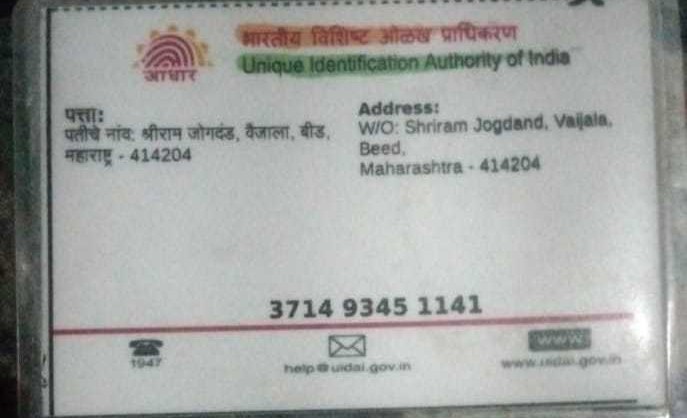 आधार
भारतीय विशिष्ट ओळख प्राधिकरण
Unique Identification Authority of India
पत्ता:
पतीचे नांव: श्रीराम जोगदंड, वैजाला, बीड,
महाराष्ट्र - 414204
Address:
W/O: Shriram Jogdand, Vaijala,
Beed,
Maharashtra - 414204
3714 9345 1141
1947
help@uidai.gov.in
www
www.uidai.gov.in